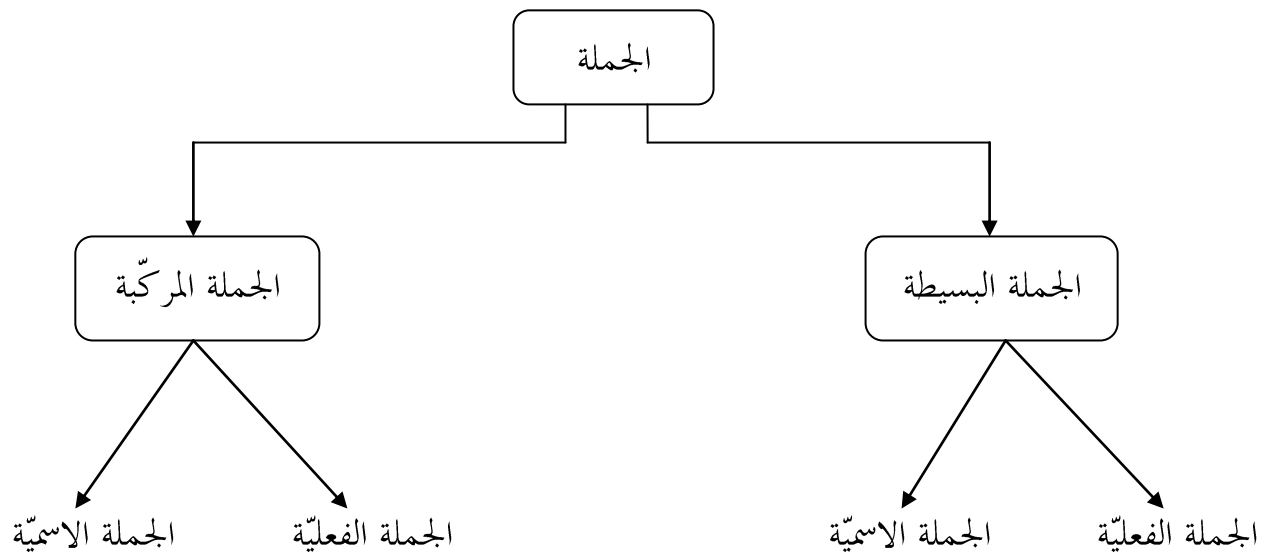 الجملة
الجملة البسيطة
الجملة المركّبة
الجملة الفعليّة
الجملة الاسميّة
الجملة الفعليّة
الجملة الاسميّة